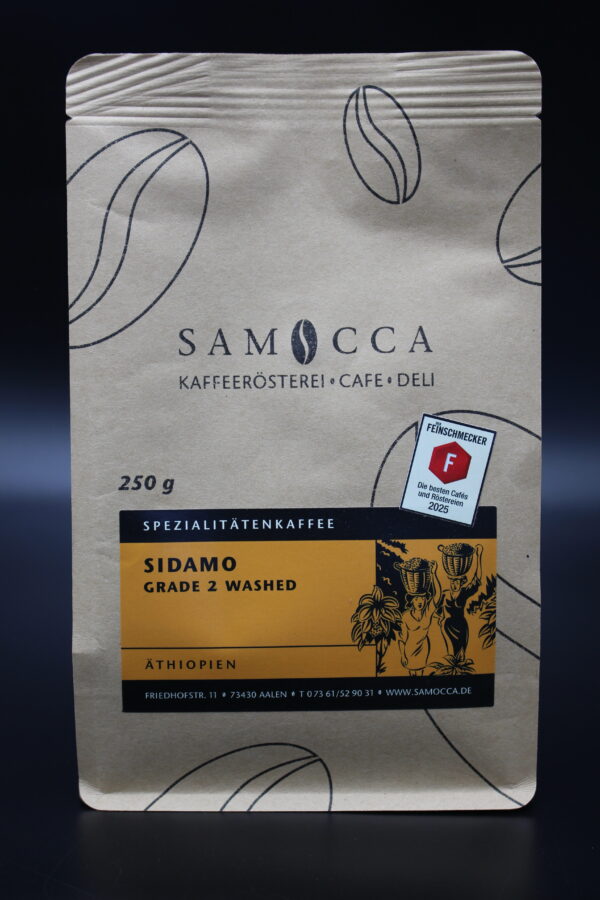 SAMOCCA
KAFFEERÖSTEREI • CAFE • DELI
DER
FEINSCHMECKER
F
Die besten Cafés
und Röstereien
2025
250 g
SPEZIALITÄTENKAFFEE
SIDAMO
GRADE 2 WASHED
ÄTHIOPIEN
FRIEDHOFSTR. 11 • 73430 AALEN • T 0 73 61/52 90 31 • WWW.SAMOCCA.DE